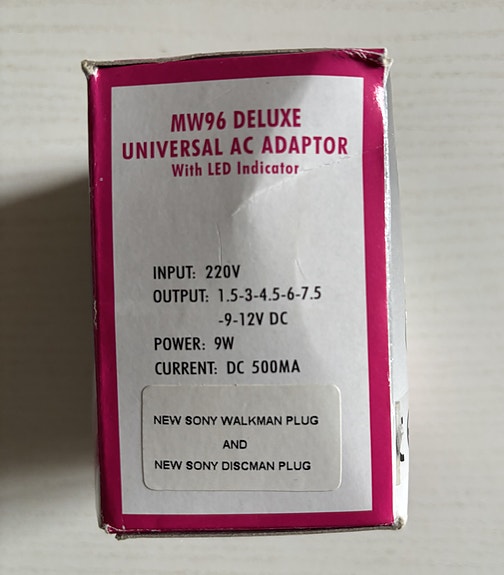 MW96 DELUXE
UNIVERSAL AC ADAPTOR
With LED Indicator
INPUT: 220V
OUTPUT: 1.5-3-4.5-6-7.5
-9-12V DC
POWER: 9W
CURRENT: DC 500MA
NEW SONY WALKMAN PLUG
AND
NEW SONY DISCMAN PLUG